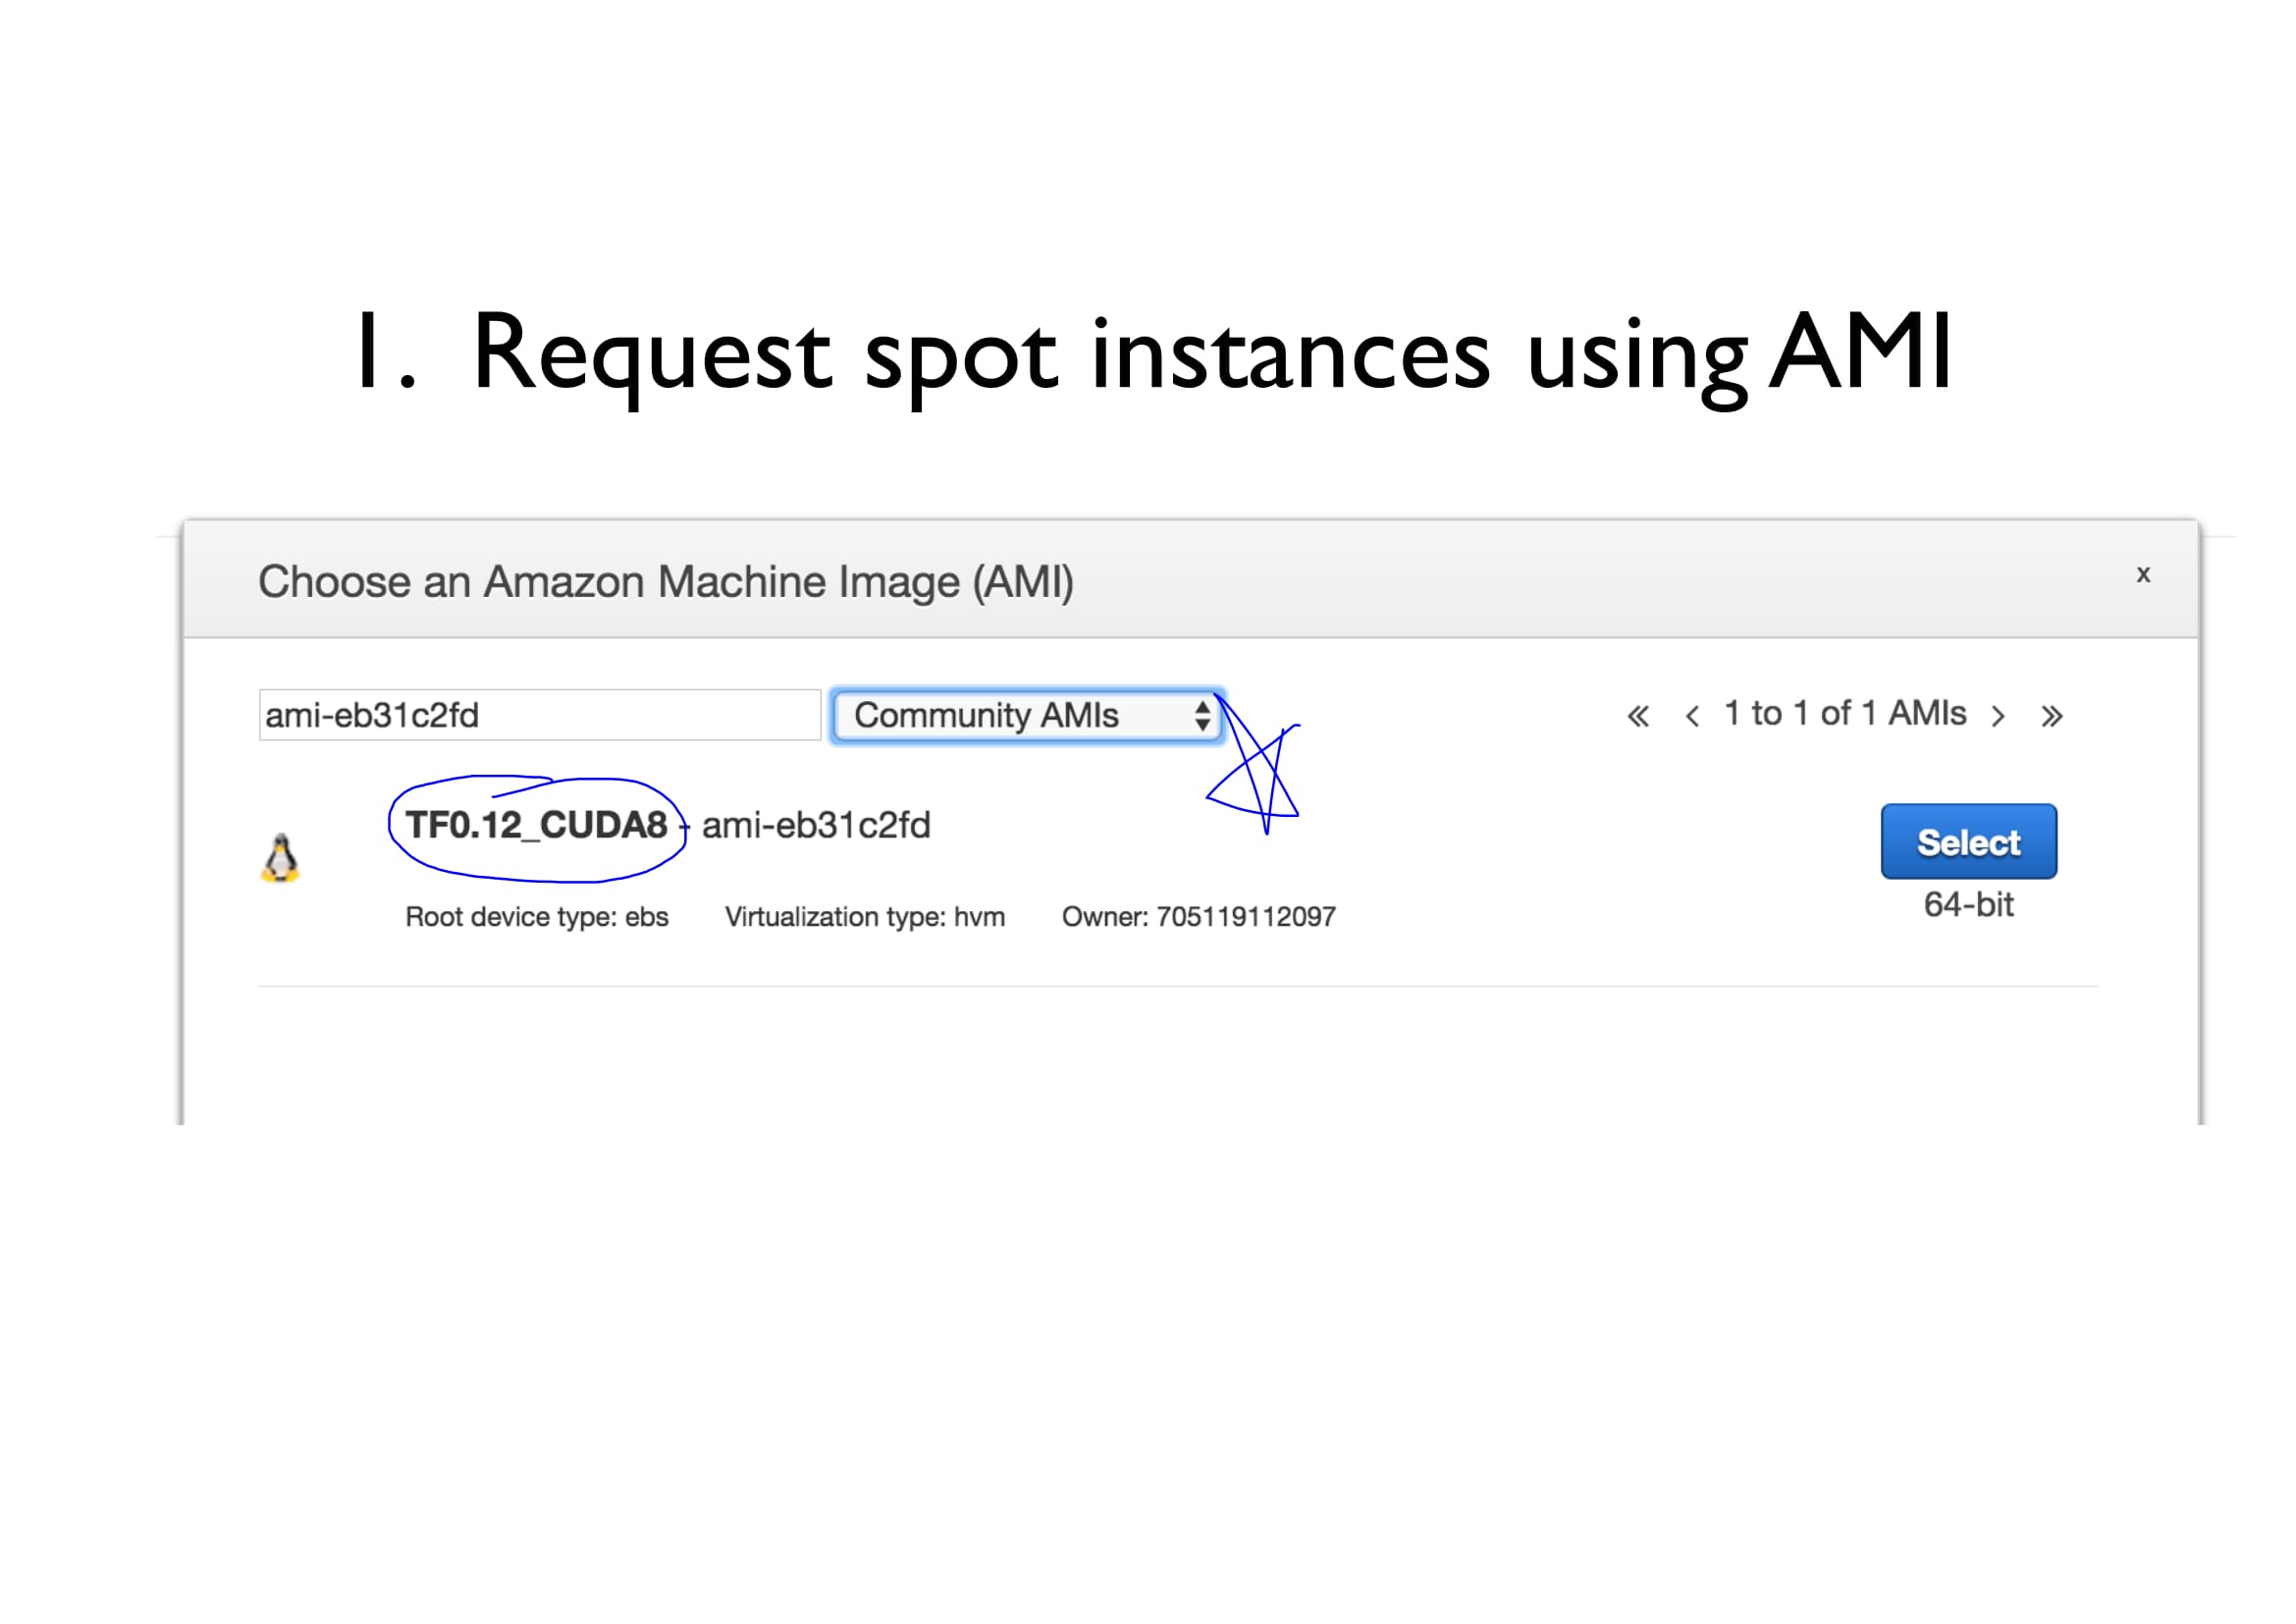 1. Request spot instances using AMI
Choose an Amazon Machine Image (AMI)
x
ami-eb31c2fd
Community AMIs
« < 1 to 1 of 1 AMIs > »
TF0.12_CUDA8 - ami-eb31c2fd
Select
64-bit
Root device type: ebs Virtualization type: hvm Owner: 705119112097